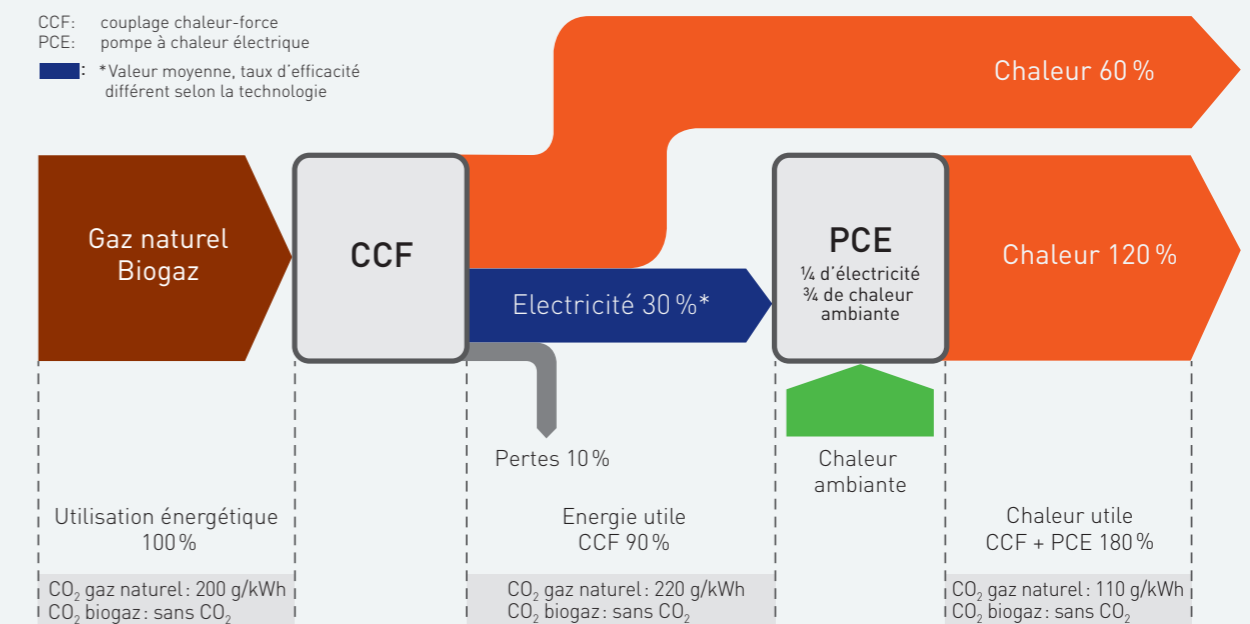 CCF: couplage chaleur-force
PCE: pompe à chaleur électrique
: *Valeur moyenne, taux d'efficacité
différent selon la technologie
Chaleur 60 %
Gaz naturel
Biogaz
CCF
Electricité 30 %*
PCE
¼ d'électricité
¾ de chaleur
ambiante
Chaleur 120 %
Pertes 10 %
Chaleur
ambiante
Utilisation énergétique
100 %
Energie utile
CCF 90 %
Chaleur utile
CCF + PCE 180 %
CO₂ gaz naturel : 200 g/kWh
CO₂ biogaz : sans CO₂
CO₂ gaz naturel : 220 g/kWh
CO₂ biogaz : sans CO₂
CO₂ gaz naturel : 110 g/kWh
CO₂ biogaz : sans CO₂